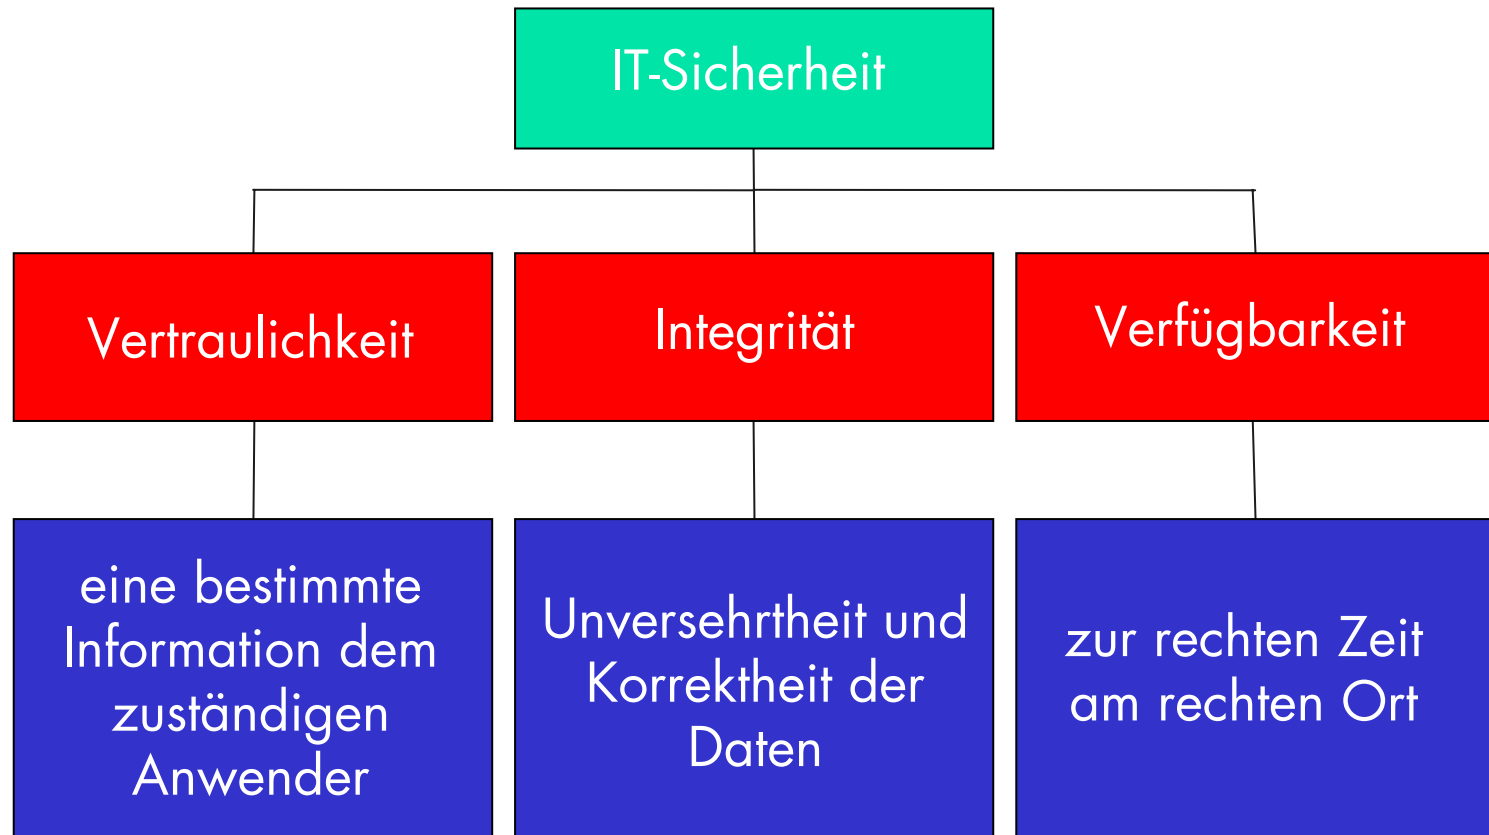 IT-Sicherheit
Vertraulichkeit
Integrität
Verfügbarkeit
eine bestimmte
Information dem
zuständigen
Anwender
Unversehrtheit und
Korrektheit der
Daten
zur rechten Zeit
am rechten Ort